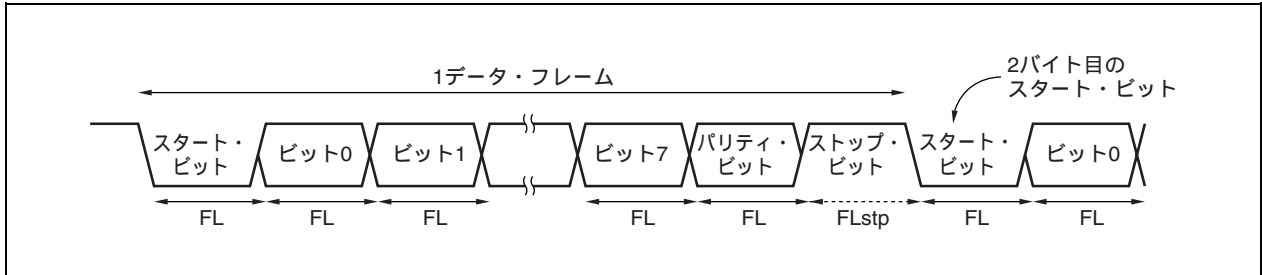 1データ・フレーム
2バイト目の
スタート・ビット
スタート・
ビット
ビット0
ビット1
ビット7
パリティ・
ビット
ストップ・
ビット
スタート・
ビット
ビット0
FL
FL
FL
FL
FL
FLstp
FL
FL